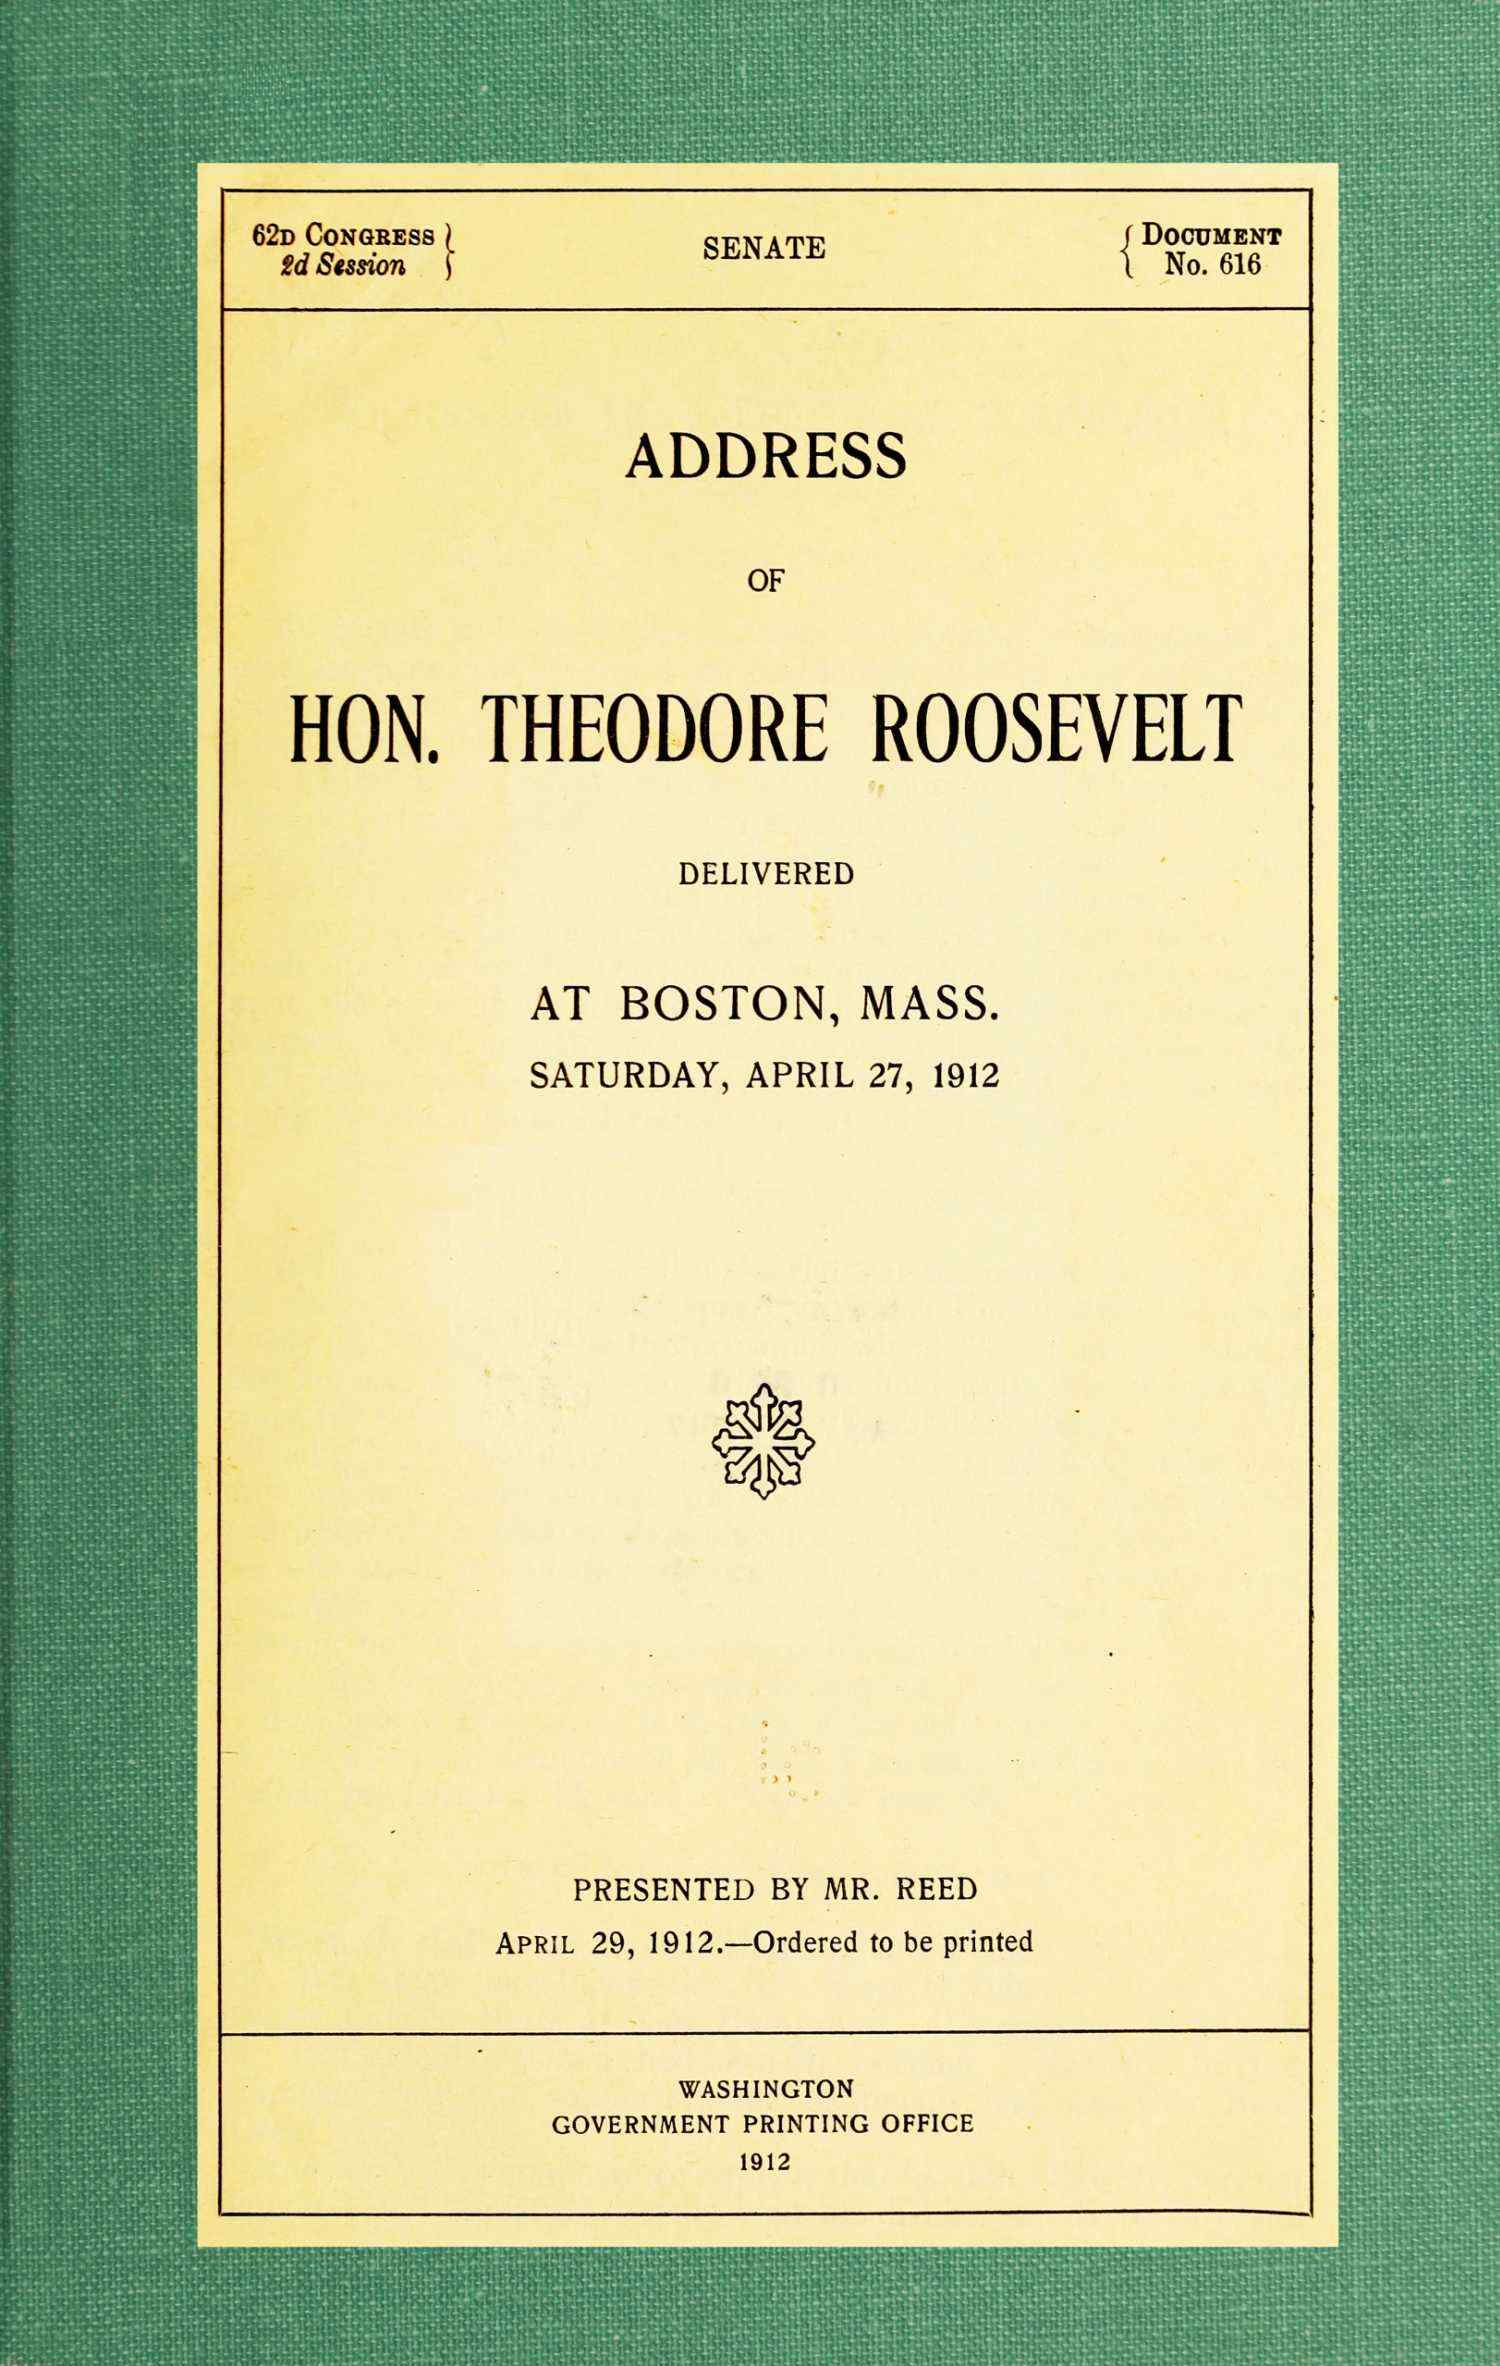 62D CONGRESS
2d Session
SENATE
DOCUMENT
No. 616
ADDRESS
OF
HON. THEODORE ROOSEVELT
DELIVERED
AT BOSTON, MASS.
SATURDAY, APRIL 27, 1912
PRESENTED BY MR. REED
APRIL 29, 1912.—Ordered to be printed
WASHINGTON
GOVERNMENT PRINTING OFFICE
1912